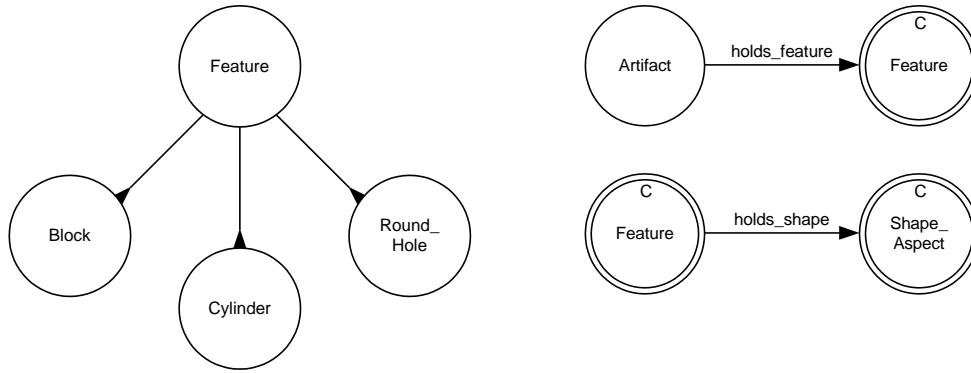 Feature
Block
Cylinder
Round_
Hole
Artifact
holds_feature
C
Feature
C
Feature
holds_shape
C
Shape_
Aspect